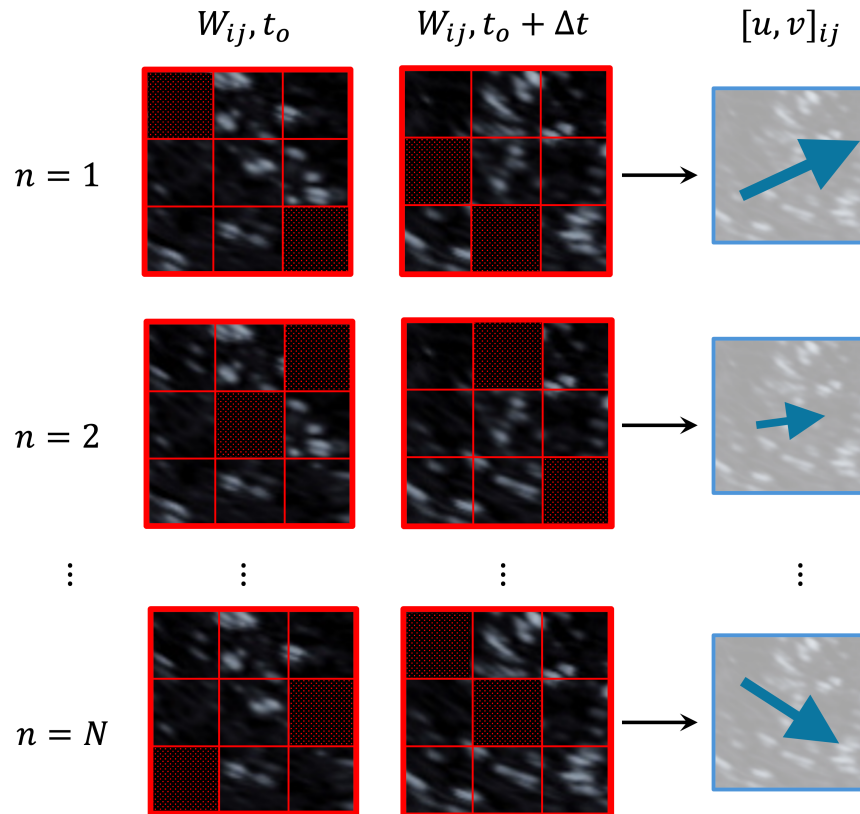 W_{ij}, t_o    W_{ij}, t_o + Δt    [u, v]_{ij}
n = 1
n = 2
⋮    ⋮    ⋮    ⋮
n = N